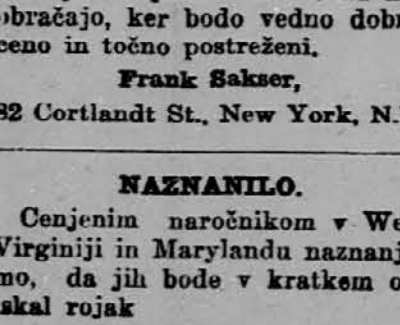 obračajo, ker bodo vedno dobr
ceno in točno postreženi.
Frank Sakser,
82 Cortlandt St., New York, N.
NAZNANILO.
Cenjenim naročnikom v We
Virginiji in Marylandu naznanj
mo, da jih bode v kratkem o
skal rojak